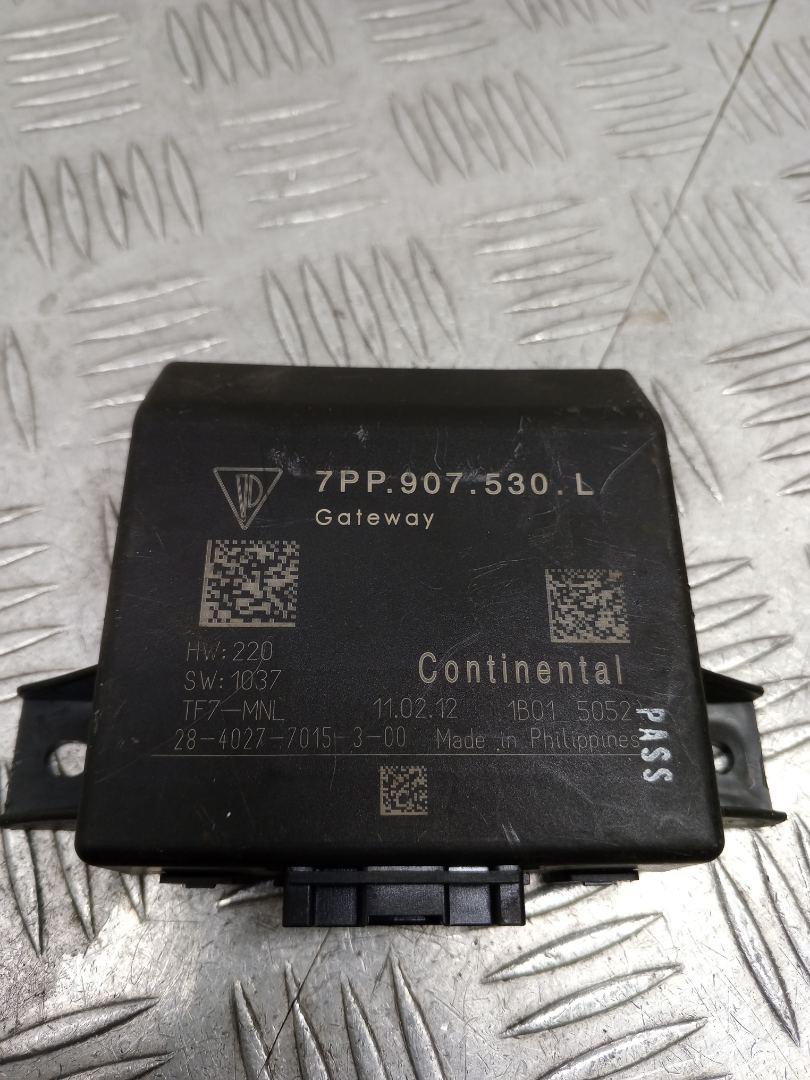 7PP.907.530.L
Gateway
HW:220
SW:1037
Continental
TF7-MNL 11.02.12 1B01 5052
28-4027-7015-3-00 Made in Philippines
PASS